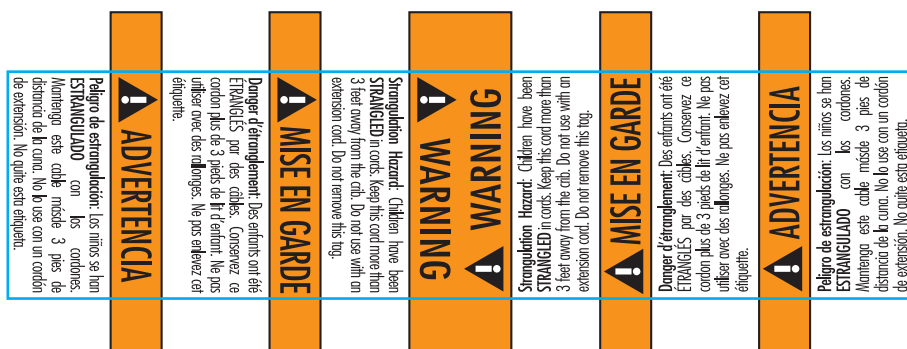 WARNING
Strangulation Hazard: Children have been
STRANGLED in cords. Keep this cord more than
3 feet away from the crib. Do not use with an
extension cord. Do not remove this tag.
MISE EN GARDE
Danger d'étranglement: Des enfants ont été
ÉTRANGLÉS par des câbles. Conservez ce
cordon plus de 3 pieds de lit d'enfant. Ne pas
utiliser avec des rallonges. Ne pas enlevez cet
étiquette.
ADVERTENCIA
Peligro de estrangulación: Los niños se han
ESTRANGULADO con los cordones.
Mantenga este cable másde 3 pies de
distancia de la cuna. No lo use con un cordón
de extensión. No quite esta etiqueta.
WARNING
Strangulation Hazard: Children have been
STRANGLED in cords. Keep this cord more than
3 feet away from the crib. Do not use with an
extension cord. Do not remove this tag.
MISE EN GARDE
Danger d'étranglement: Des enfants ont été
ÉTRANGLÉS par des câbles. Conservez ce
cordon plus de 3 pieds de lit d'enfant. Ne pas
utiliser avec des rallonges. Ne pas enlevez cet
étiquette.
ADVERTENCIA
Peligro de estrangulación: Los niños se han
ESTRANGULADO con los cordones.
Mantenga este cable másde 3 pies de
distancia de la cuna. No lo use con un cordón
de extensión. No quite esta etiqueta.